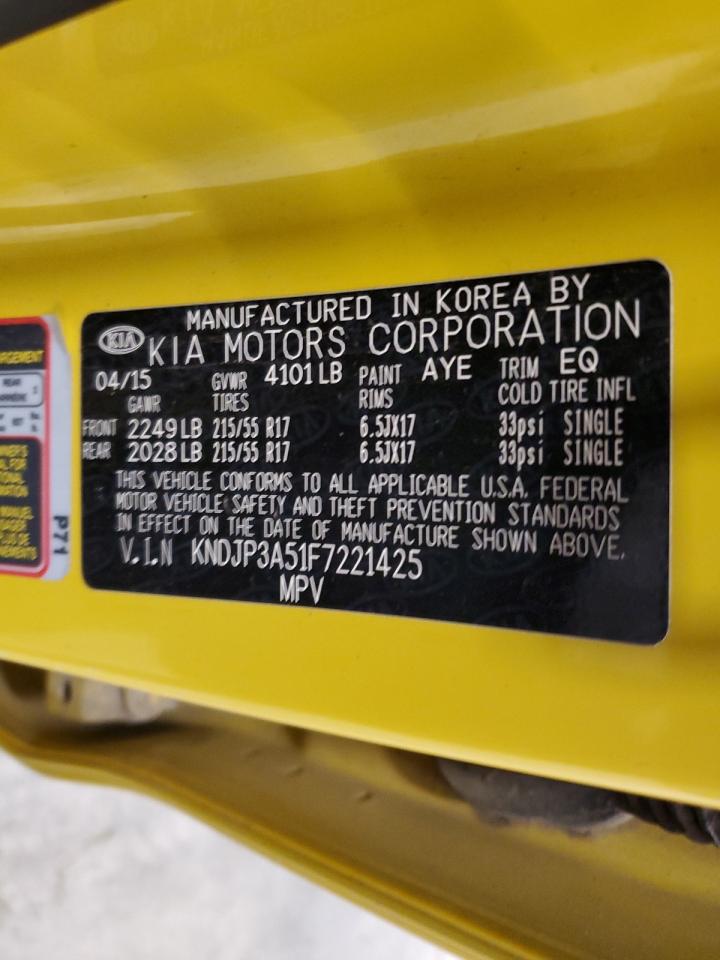 MANUFACTURED IN KOREA BY
KIA KIA MOTORS CORPORATION
04/15 GVWR 4101 LB PAINT AYE TRIM EQ
GAWR TIRES RIMS COLD TIRE INFL
FRONT 2249 LB 215/55 R17 6.5JX17 33psi SINGLE
REAR 2028 LB 215/55 R17 6.5JX17 33psi SINGLE
THIS VEHICLE CONFORMS TO ALL APPLICABLE U.S.A. FEDERAL
MOTOR VEHICLE SAFETY AND THEFT PREVENTION STANDARDS
IN EFFECT ON THE DATE OF MANUFACTURE SHOWN ABOVE.
V.I.N KNDJP3A51F7221425
MPV
REAR
P71